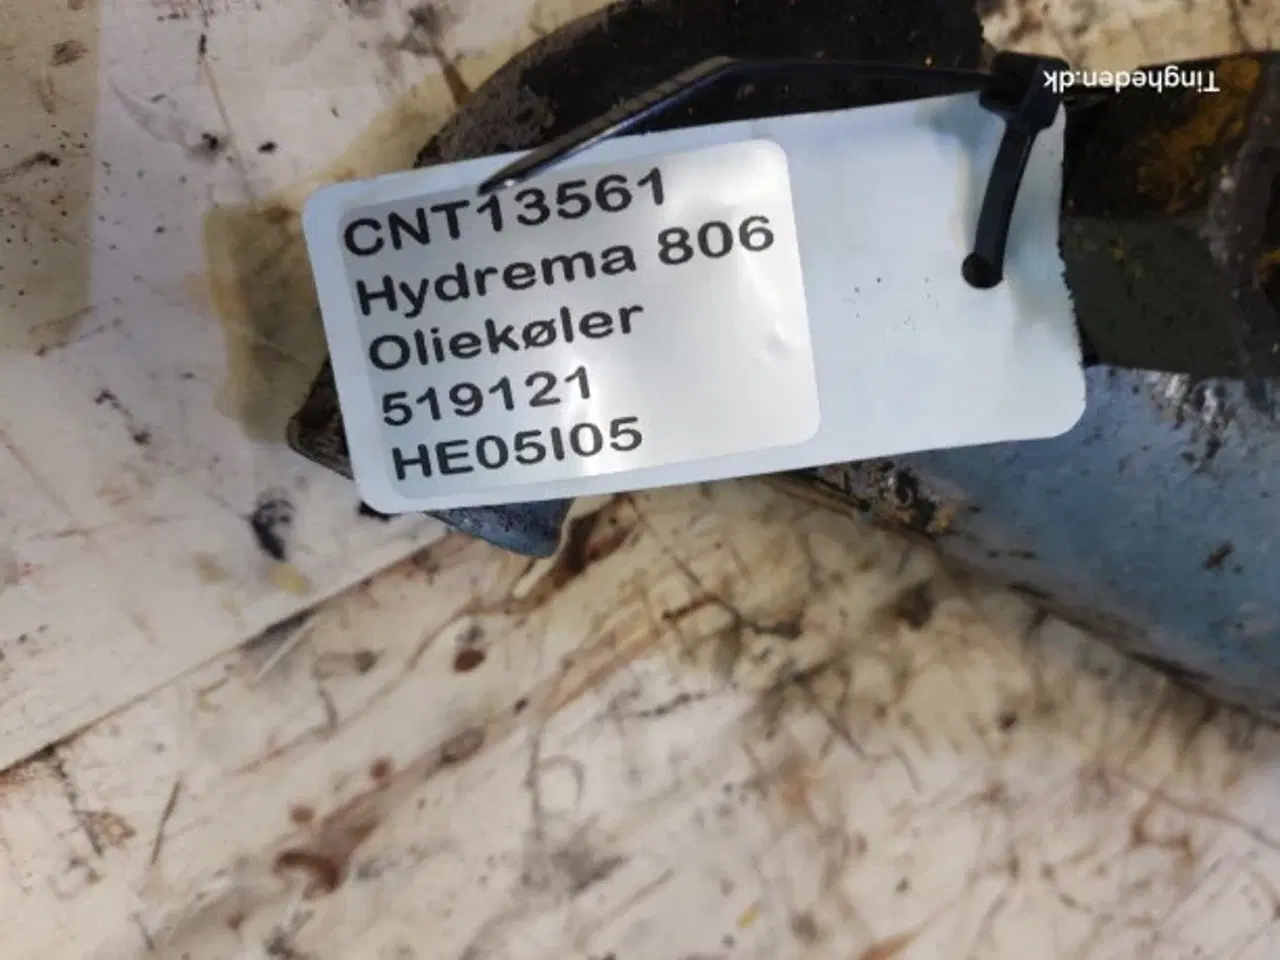 Tingheden.dk
CNT13561
Hydrema 806
Oliekøler
519121
HE05I05